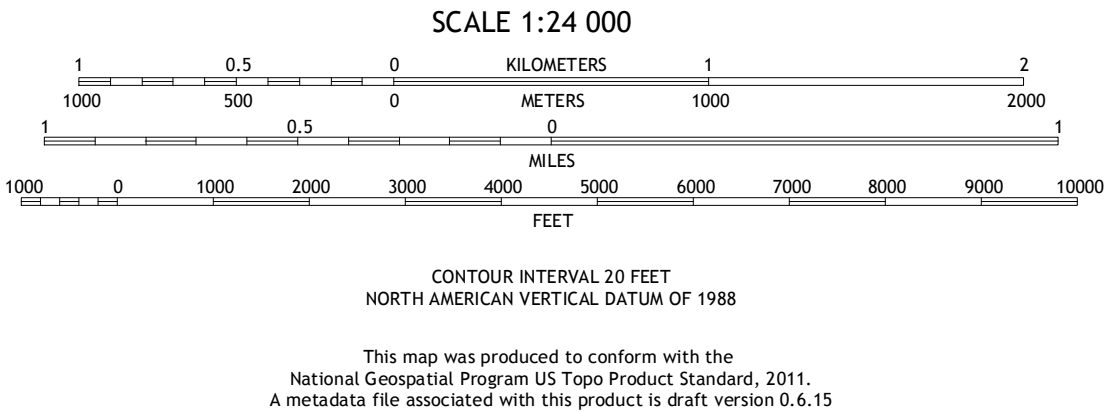 SCALE 1:24 000
1 0.5 0 KILOMETERS 1 2
1000 500 0 METERS 1000 2000
1 0.5 0 1
MILES
1000 0 1000 2000 3000 4000 5000 6000 7000 8000 9000 10000
FEET
CONTOUR INTERVAL 20 FEET
NORTH AMERICAN VERTICAL DATUM OF 1988
This map was produced to conform with the
National Geospatial Program US Topo Product Standard, 2011.
A metadata file associated with this product is draft version 0.6.15